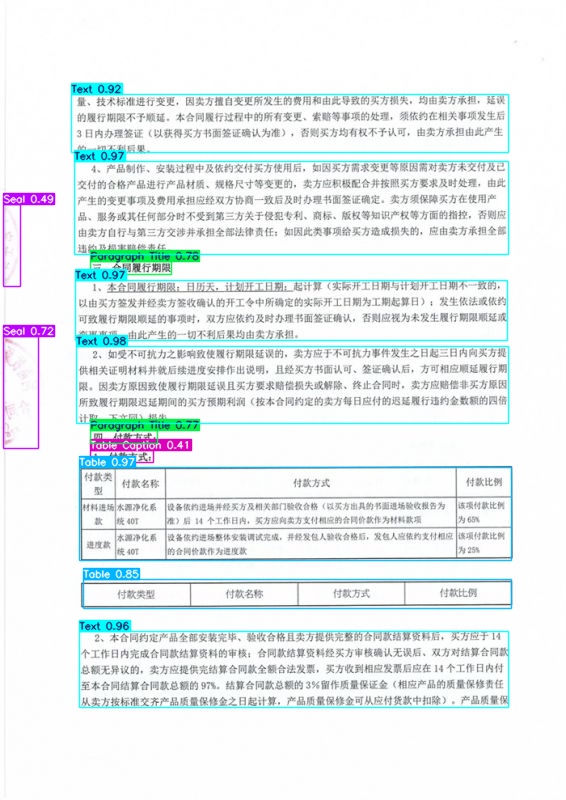 Text 0.92
量、技术标准进行变更，因卖方擅自变更所发生的费用和由此导致的买方损失，均由卖方承担，延误
的履行期限不予顺延。本合同履行过程中的所有变更、索赔等事项的处理，须依约在相关事项发生后
3日内办理签证（以获得买方书面签证确认为准），否则买方均有权不予认可，由卖方承担由此产生
的一切不利后果。
Text 0.97
4、产品制作、安装过程中及依约交付买方使用后，如因买方需求变更等原因需对卖方未交付及已
交付的合格产品进行产品材质、规格尺寸等变更的，卖方应积极配合并按照买方要求及时处理，由此
产生的变更事项及费用承担应经双方协商一致后及时办理书面签证确定。卖方须保障买方在使用产
品、服务或其任何部分时不受到第三方关于侵犯专利、商标、版权等知识产权等方面的指控，否则应
由卖方自行与第三方交涉并承担全部法律责任；如因此类事项给买方造成损失的，应由卖方承担全部
违约及损害赔偿责任
Seal 0.49
Paragraph Title 0.78
三、合同履行期限
Text 0.97
1、本合同履行期限：日历天，计划开工日期：起计算（实际开工日期与计划开工日期不一致的，
以由买方签发并经卖方签收确认的开工令中所确定的实际开工日期为工期起算日）；发生依法或依约
可致履行期限顺延的事项时，双方应依约及时办理书面签证确认，否则应视为未发生履行期限顺延或
变更事项，由此产生的一切不利后果均由卖方承担。
Seal 0.72
Text 0.98
2、如受不可抗力之影响致使履行期限延误的，卖方应于不可抗力事件发生之日起三日内向买方提
供相关证明材料并就后续进度安排作出说明，且经买方书面认可、签证确认后，方可相应顺延履行期
限。因卖方原因致使履行期限延误且买方要求赔偿损失或解除、终止合同时，卖方应赔偿非买方原因
所致履行期限迟延期间的买方预期利润（按本合同约定的卖方每日应付的迟延履行违约金数额的四倍
计取，下文同）损失
Paragraph Title 0.77
四、付款方式：
Table Caption 0.41
Table 0.97
付款类型 付款名称 付款方式 付款比例
材料进场款 水源净化系统 40T 设备依约进场并经买方及相关部门验收合格（以买方出具的书面进场验收报告为准）后 14 个工作日内，买方应向卖方支付相应的合同价款作为材料款项 该项付款比例为 65%
进度款 水源净化系统 40T 设备依约进场整体安装调试完成，并经发包人验收合格后，发包人应依约支付相应的合同价款作为进度款 该项付款比例为 25%
Table 0.85
付款类型 付款名称 付款方式 付款比例
Text 0.96
2、本合同约定产品全部安装完毕、验收合格且卖方提供完整的合同款结算资料后，买方应于 14
个工作日内完成合同款结算资料的审核；合同款结算资料经买方审核确认无误后、双方对结算合同款
总额无异议的，卖方应提供完结算合同款全额合法发票，买方收到相应发票后应在 14 个工作日内付
至本合同结算合同款总额的 97%。结算合同款总额的 3%留作质量保证金（相应产品的质量保修责任
从卖方按标准交齐产品质量保修金之日起计算，产品质量保修金可从应付货款中扣除）。产品质量保